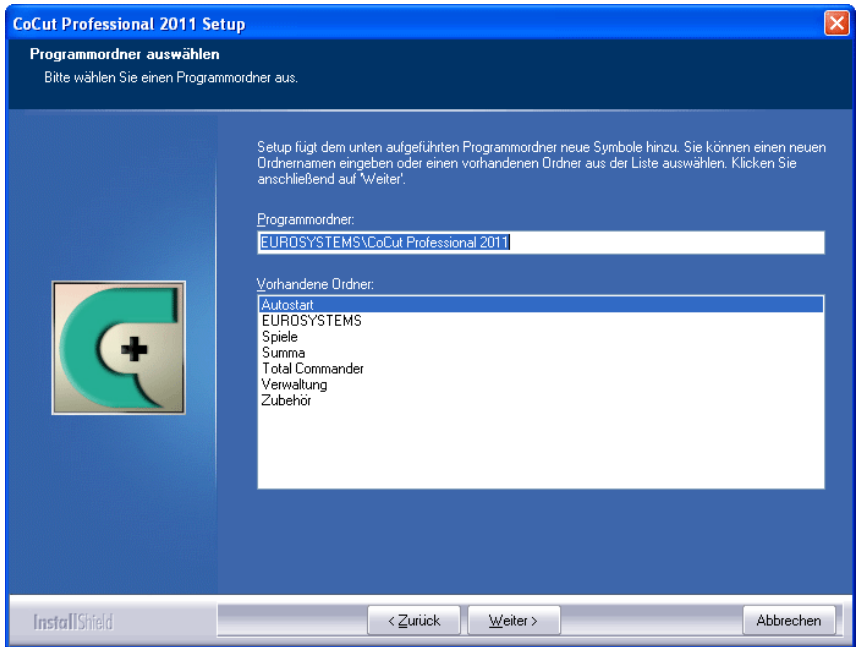 CoCut Professional 2011 Setup
Programmordner auswählen
Bitte wählen Sie einen Programmordner aus.
Setup fügt dem unten aufgeführten Programmordner neue Symbole hinzu. Sie können einen neuen
Ordnernamen eingeben oder einen vorhandenen Ordner aus der Liste auswählen. Klicken Sie
anschließend auf 'Weiter'.
Programmordner:
EUROSYSTEMS\CoCut Professional 2011
Vorhandene Ordner:
Autostart
EUROSYSTEMS
Spiele
Summa
Total Commander
Verwaltung
Zubehör
InstallShield
< Zurück
Weiter >
Abbrechen